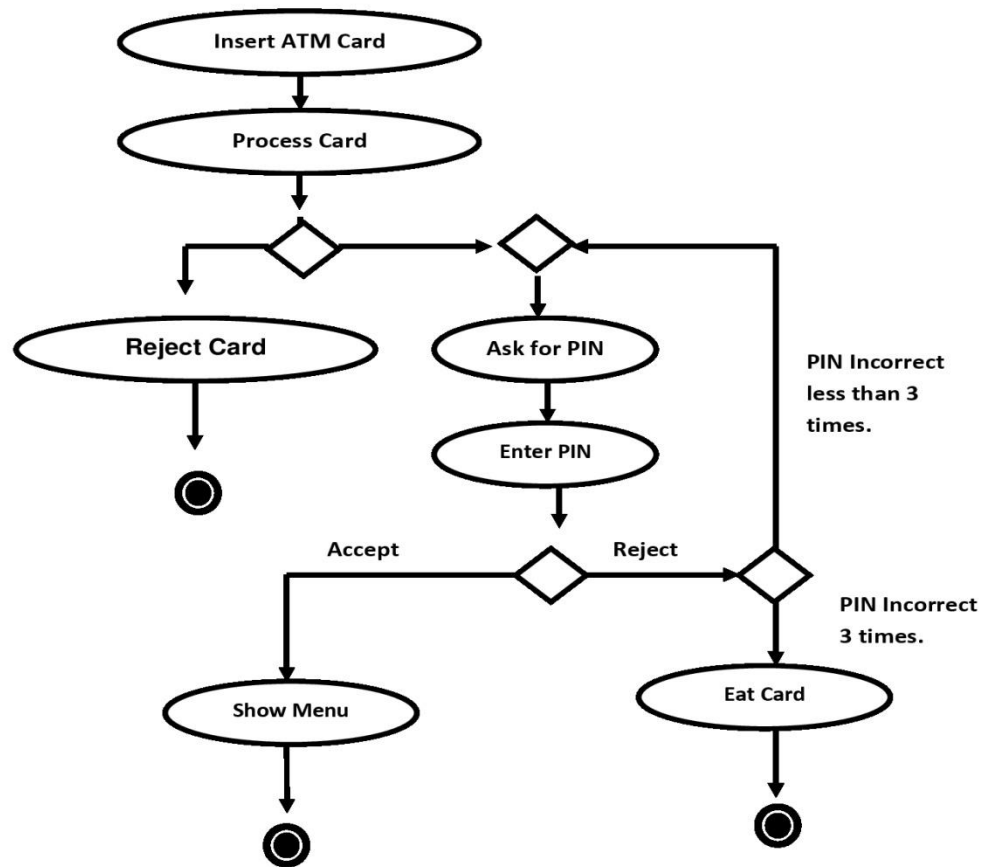 Insert ATM Card
Process Card
Reject Card
Ask for PIN
PIN Incorrect
less than 3
times.
Enter PIN
Accept
Reject
PIN Incorrect
3 times.
Show Menu
Eat Card